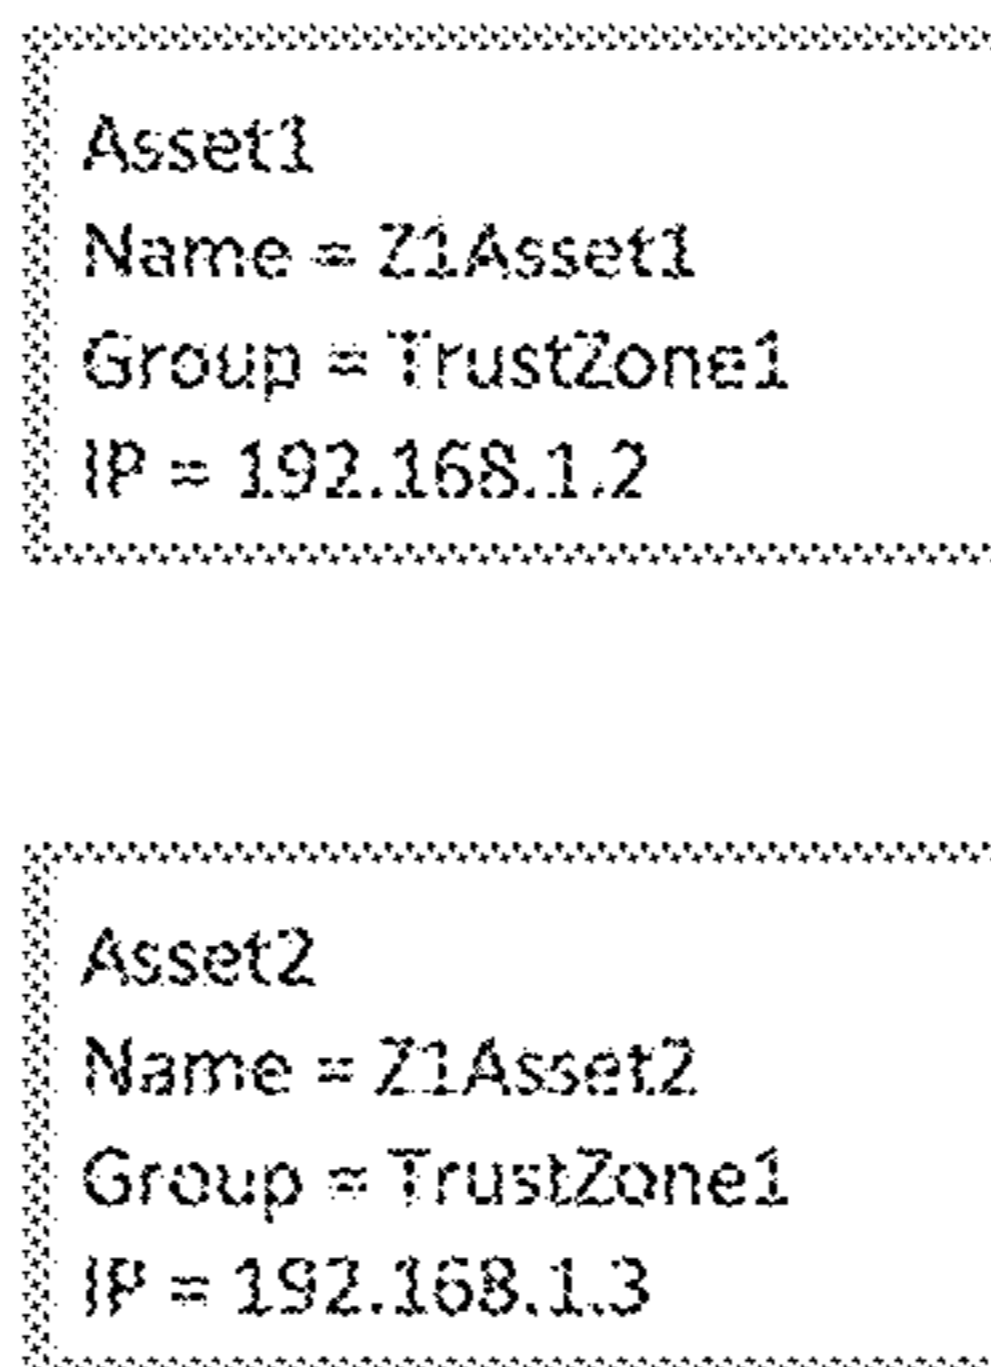 Asset1
Name = Z1Asset1
Group = TrustZone1
IP = 192.168.1.2
Asset2
Name = Z1Asset2
Group = TrustZone1
IP = 192.168.1.3